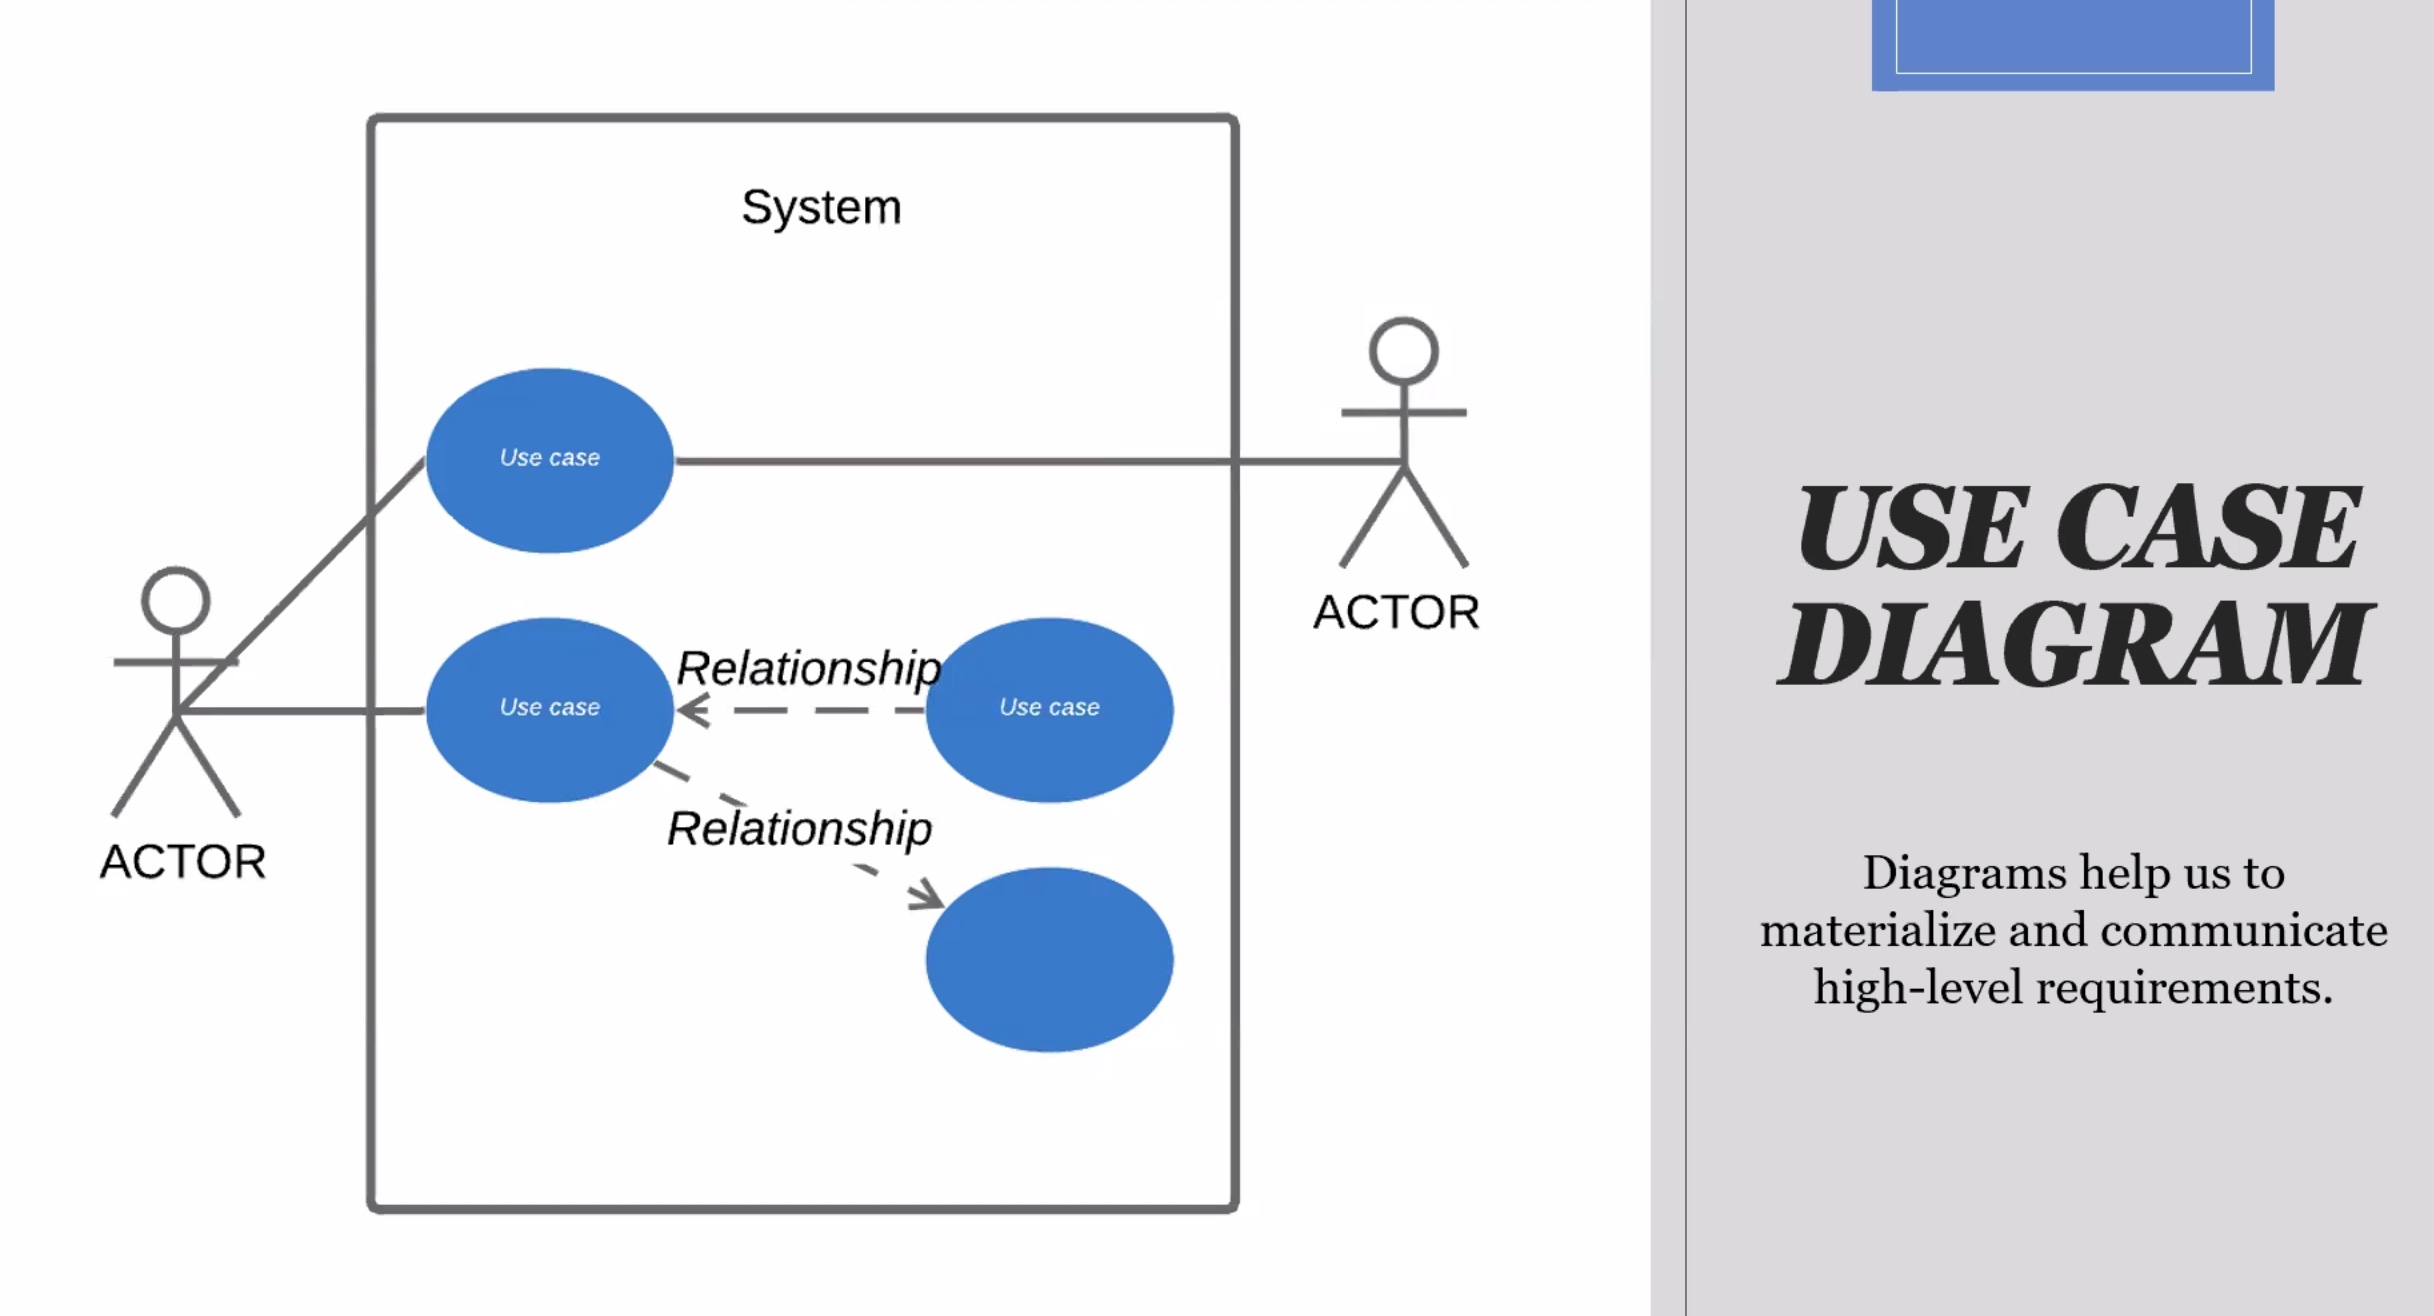 System
Use case
ACTOR
Use case
Relationship
Use case
Relationship
ACTOR
USE CASE
DIAGRAM
Diagrams help us to
materialize and communicate
high-level requirements.